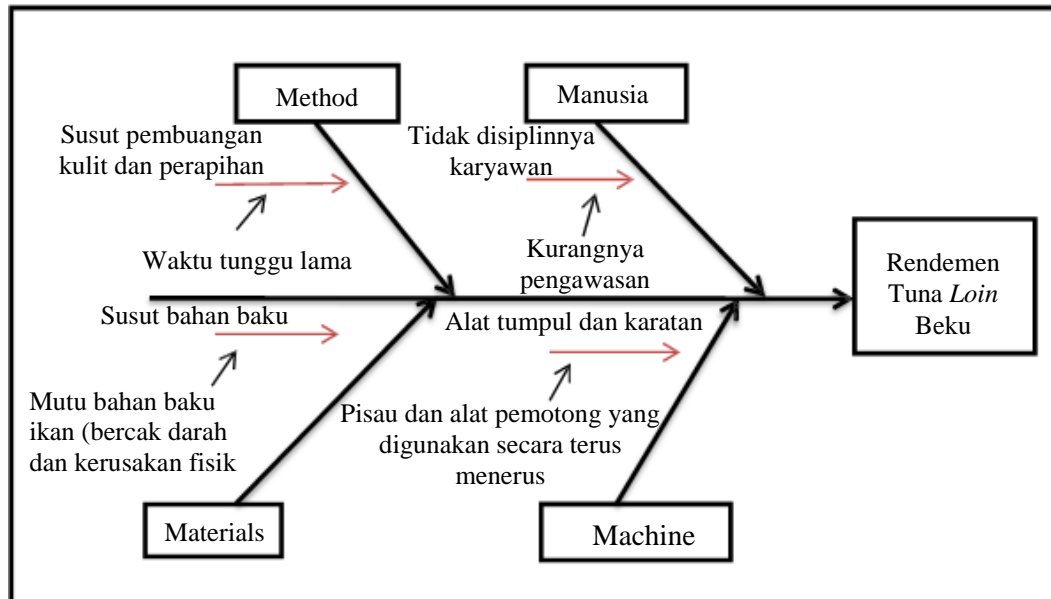 Method
Manusia
Susut pembuangan
kulit dan perapihan
Tidak disiplinnya
karyawan
Waktu tunggu lama
Kurangnya
pengawasan
Rendemen
Tuna Loin
Beku
Susut bahan baku
Alat tumpul dan karatan
Mutu bahan baku
ikan (bercak darah
dan kerusakan fisik
Pisau dan alat pemotong yang
digunakan secara terus
menerus
Materials
Machine